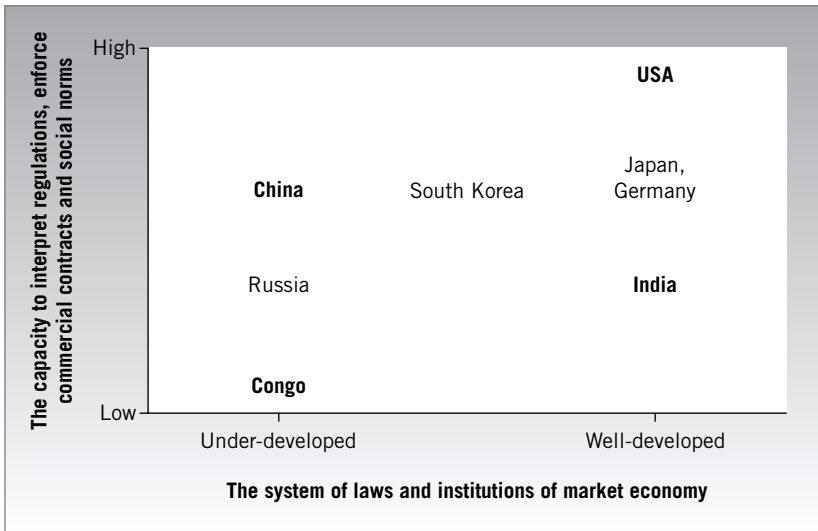 The capacity to interpret regulations, enforce
commercial contracts and social norms
High
USA
Japan,
China South Korea Germany
Russia India
Congo
Low
Under-developed Well-developed
The system of laws and institutions of market economy